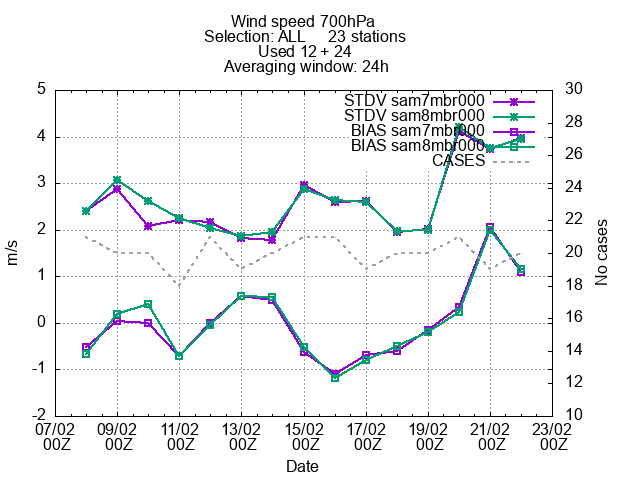 Wind speed 700hPa
Selection: ALL 23 stations
Used 12 + 24
Averaging window: 24h
STDV sam7mbr000
STDV sam8mbr000
BIAS sam7mbr000
BIAS sam8mbr000
CASES
5
4
3
2
1
0
-1
-2
m/s
30
28
26
24
22
20
18
16
14
12
10
No cases
07/02 09/02 11/02 13/02 15/02 17/02 19/02 21/02 23/02
00Z 00Z 00Z 00Z 00Z 00Z 00Z 00Z 00Z
Date